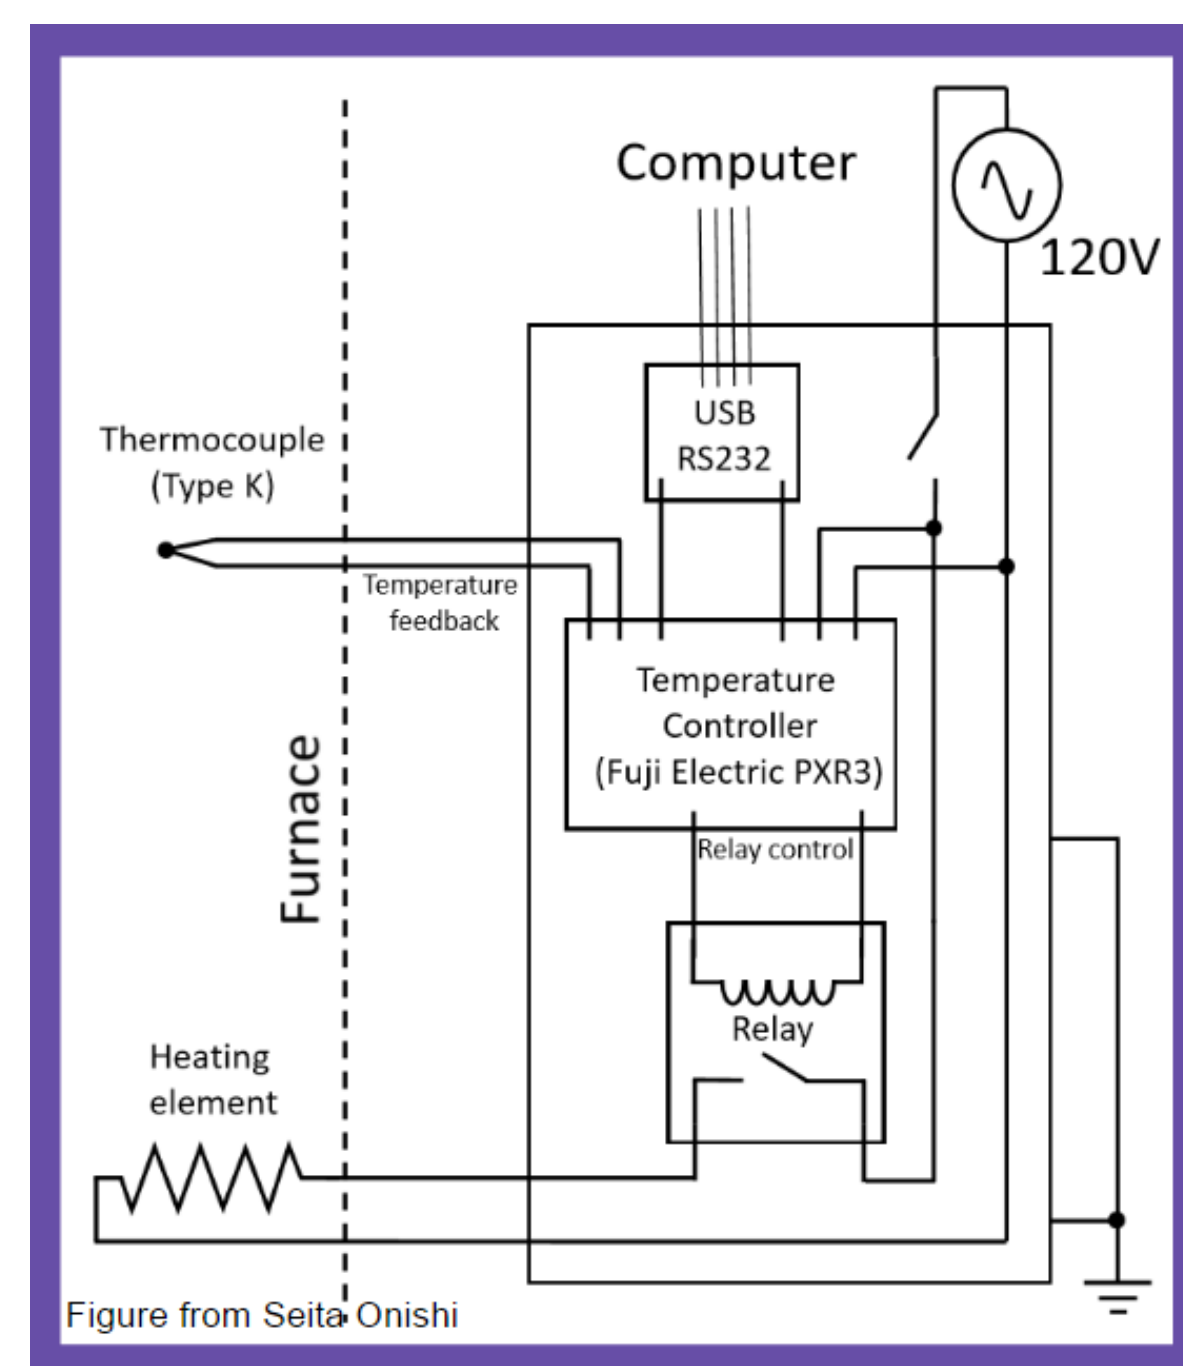 Computer
120V
USB
RS232
Thermocouple
(Type K)
Temperature
feedback
Temperature
Controller
(Fuji Electric PXR3)
Furnace
Relay control
Relay
Heating
element
Figure from Seita Onishi